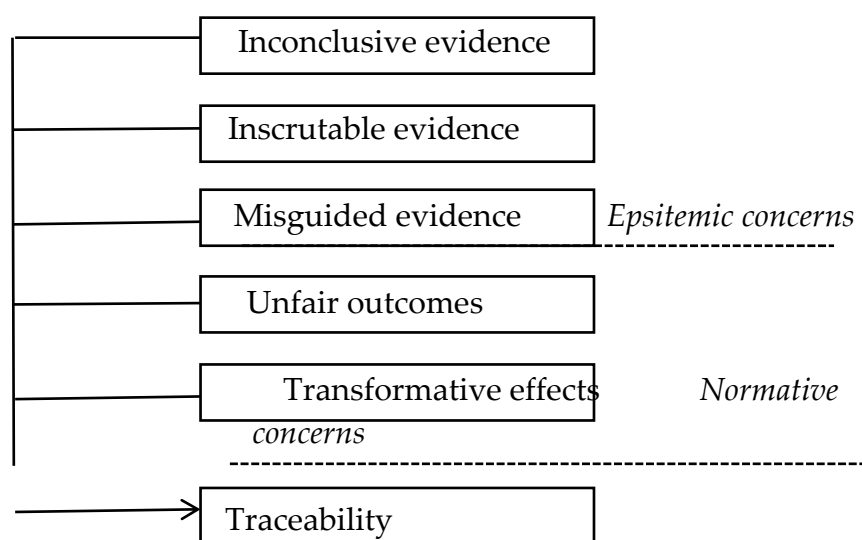 Inconclusive evidence
Inscrutable evidence
Misguided evidence Epsitemic concerns
Unfair outcomes
Transformative effects Normative
concerns
Traceability